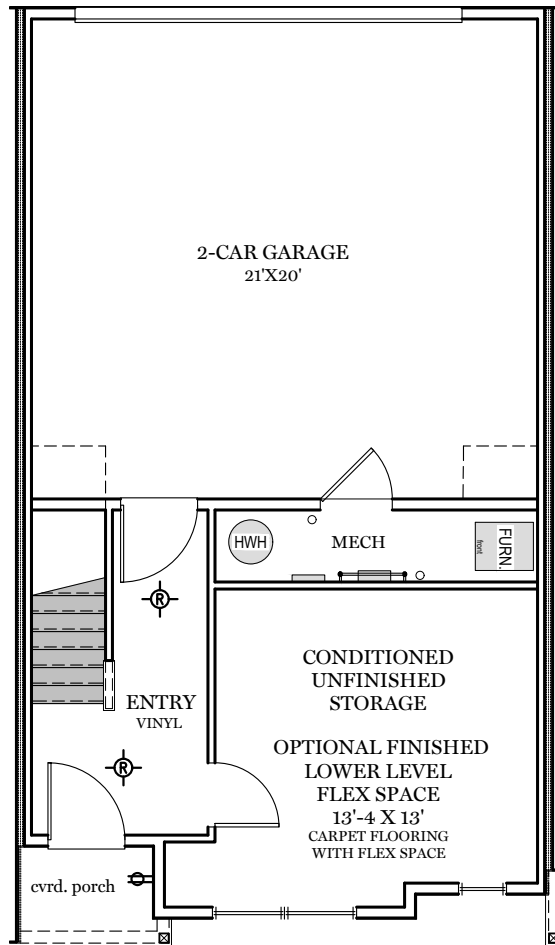 2-CAR GARAGE
21'X20'
HWH
MECH
FURN.
front
R
ENTRY
VINYL
R
CONDITIONED
UNFINISHED
STORAGE
OPTIONAL FINISHED
LOWER LEVEL
FLEX SPACE
13'-4 X 13'
CARPET FLOORING
WITH FLEX SPACE
cvrd. porch